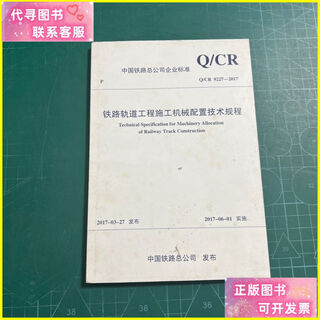 代寻图书
联系客服
中国铁路总公司企业标准
Q/CR
P
Q/CR 9227—2017
铁路轨道工程施工机械配置技术规程
Technical Specification for Machinery Allocation
of Railway Track Construction
2017-03-27 发布
2017-06-01 实施
中国铁路总公司 发布
正版图书
可开发票